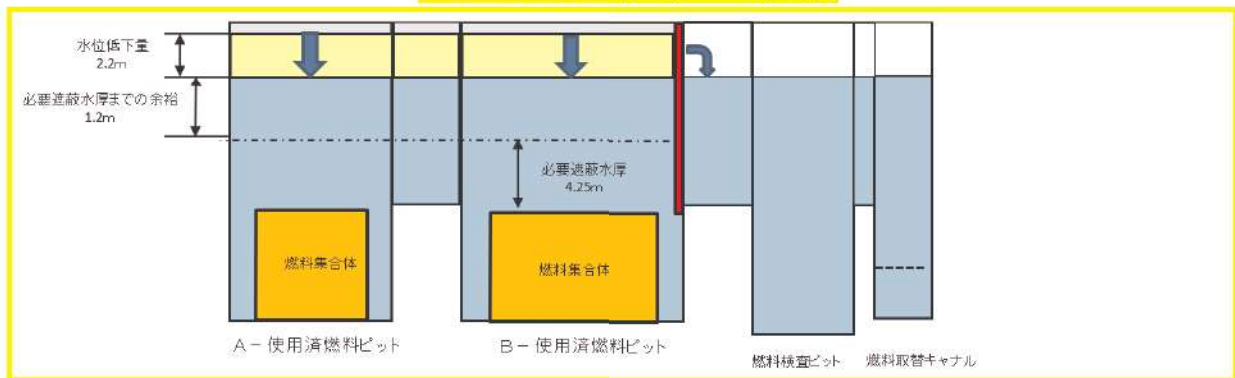 水位低下量
2.2m
必要遮蔽水厚までの余裕
1.2m
必要遮蔽水厚
4.25m
燃料集合体
燃料集合体
A-使用済燃料ピット
B-使用済燃料ピット
燃料検査ピット
燃料取替キャナル